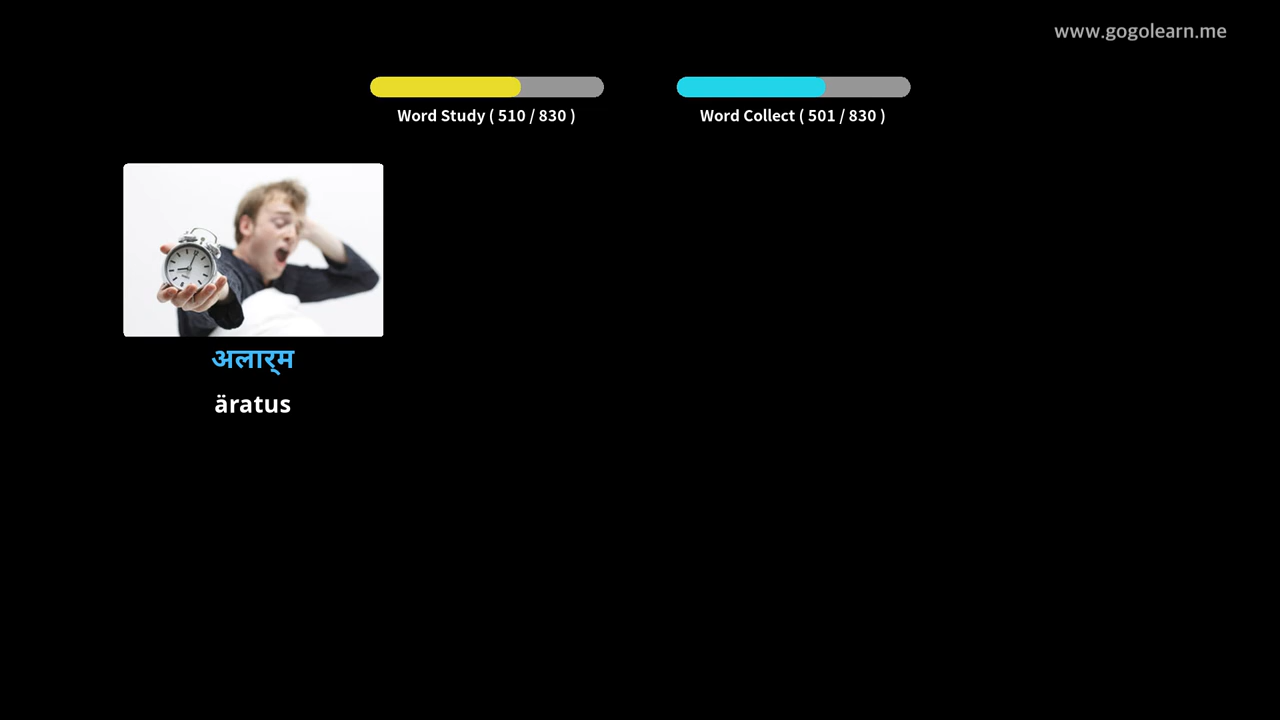 www.gogolearn.me
Word Study ( 510 / 830 )
Word Collect ( 501 / 830 )
अलार्म
äratus